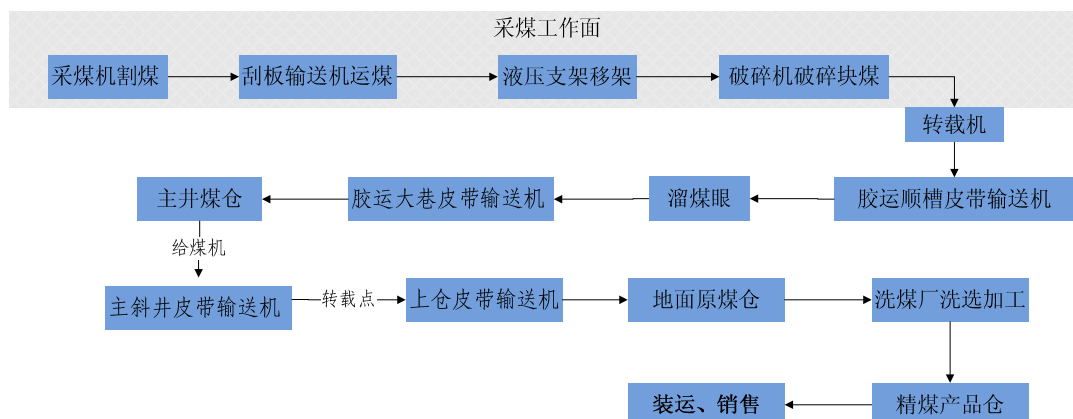 采煤工作面
采煤机割煤
刮板输送机运煤
液压支架移架
破碎机破碎块煤
转载机
胶运顺槽皮带输送机
溜煤眼
胶运大巷皮带输送机
主井煤仓
给煤机
主斜井皮带输送机
转载点
上仓皮带输送机
地面原煤仓
洗煤厂洗选加工
精煤产品仓
装运、销售